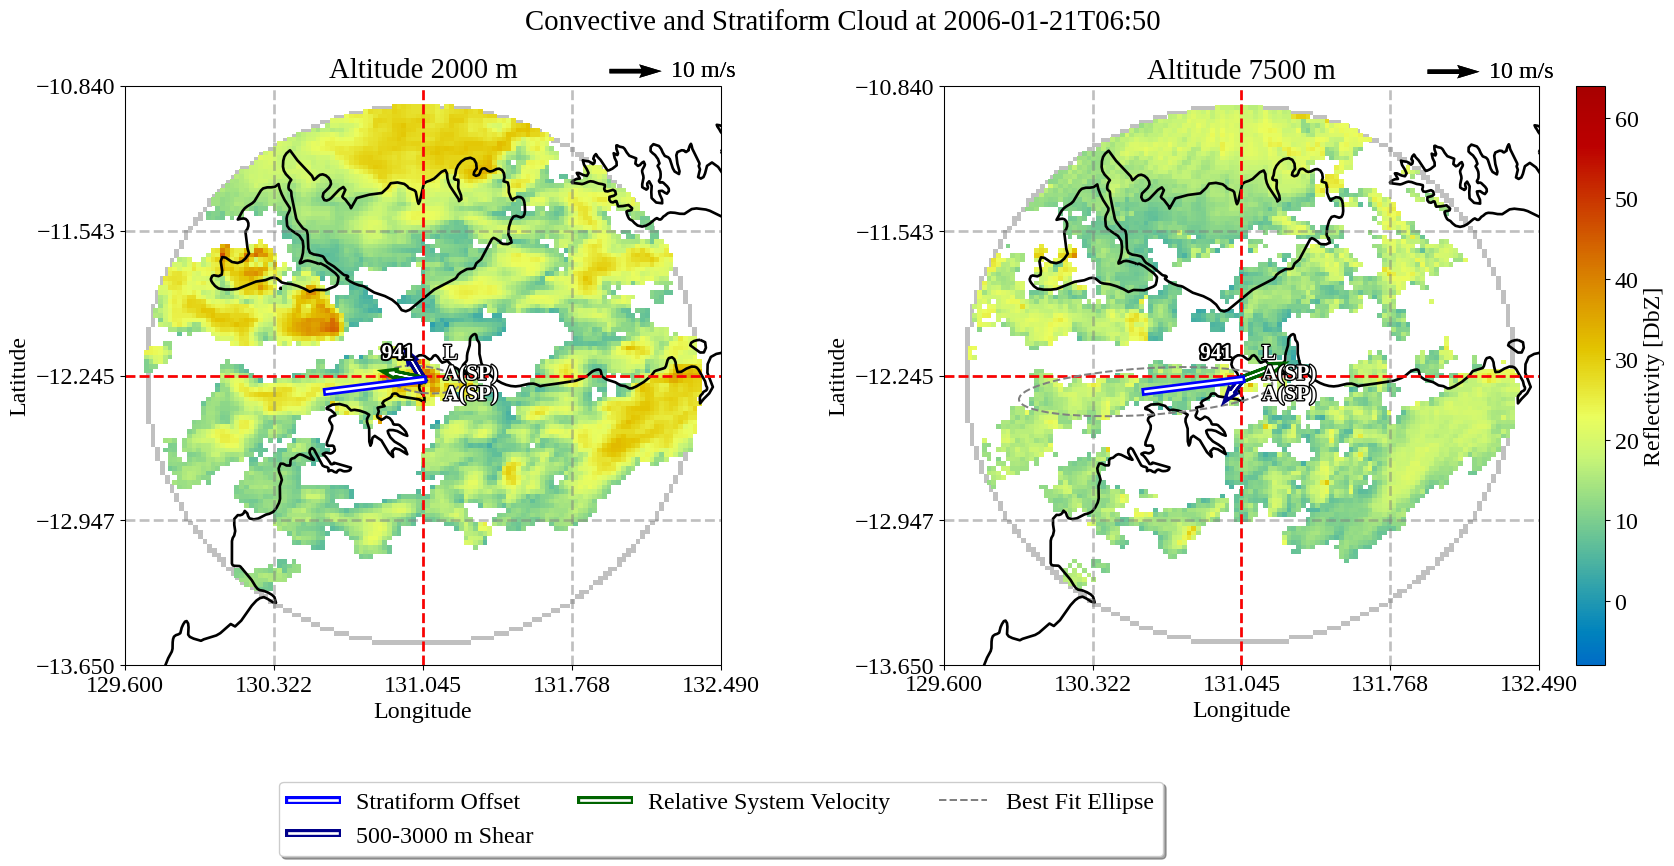 Convective and Stratiform Cloud at 2006-01-21T06:50
Altitude 2000 m
10 m/s
−10.840
−11.543
−12.245
−12.947
−13.650
Latitude
129.600
130.322
131.045
131.768
132.490
Longitude
941
L
A(SP)
A(SP)
Altitude 7500 m
10 m/s
−10.840
−11.543
−12.245
−12.947
−13.650
Latitude
129.600
130.322
131.045
131.768
132.490
Longitude
941
L
A(SP)
A(SP)
60
50
40
30
20
10
0
Reflectivity [DbZ]
Stratiform Offset
500-3000 m Shear
Relative System Velocity
Best Fit Ellipse